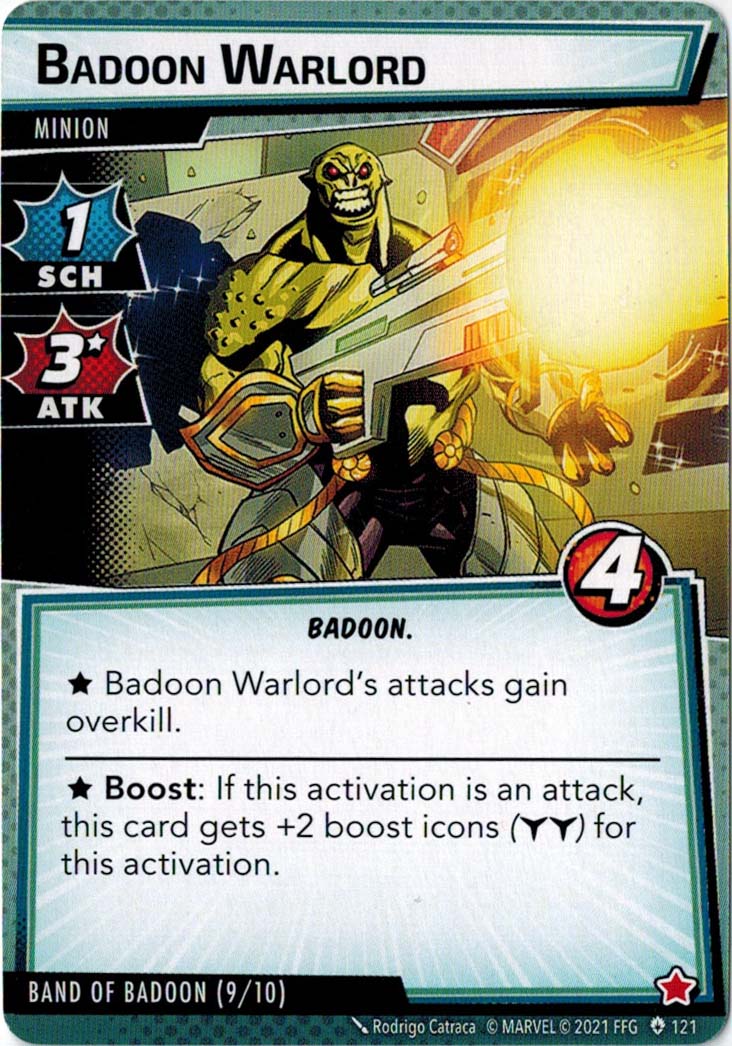 BADOON WARLORD
MINION
1
SCH
3★
ATK
4
BADOON.
★ Badoon Warlord's attacks gain
overkill.
★ Boost: If this activation is an attack,
this card gets +2 boost icons () for
this activation.
BAND OF BADOON (9/10)
Rodrigo Catraca © MARVEL © 2021 FFG 121